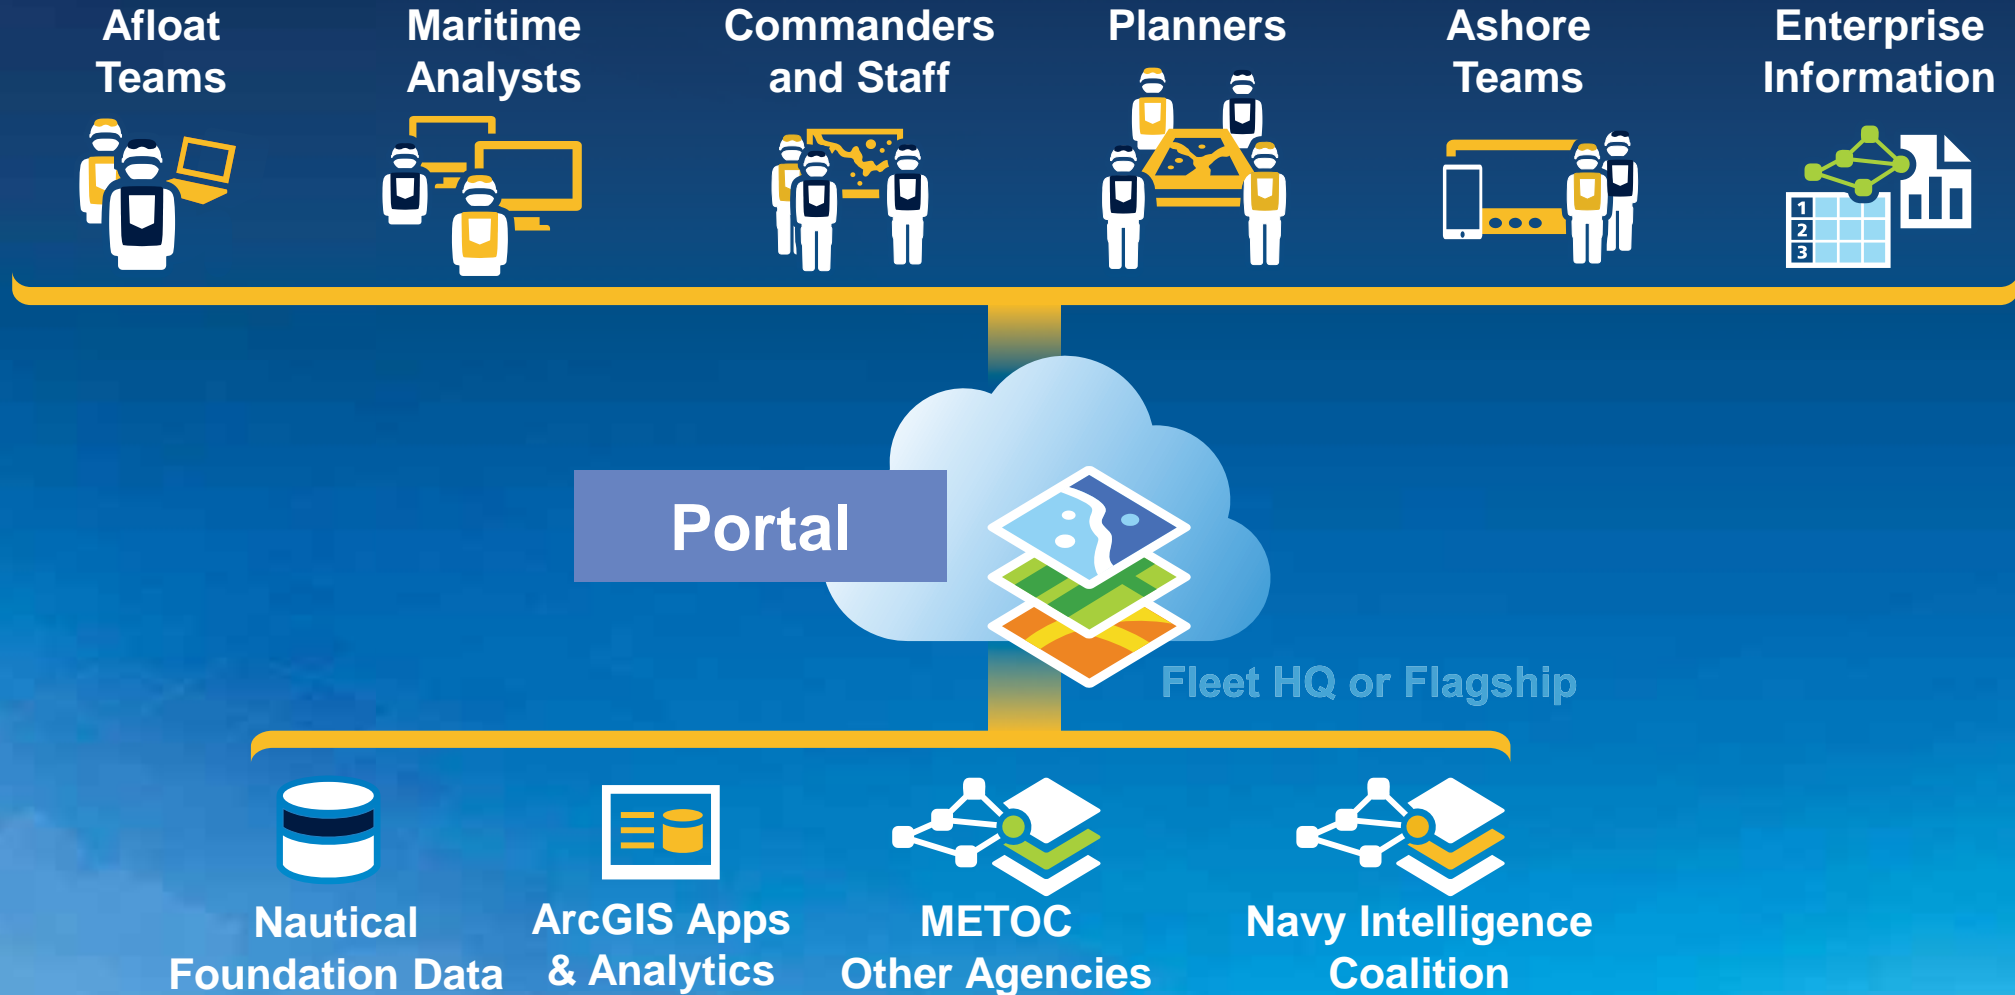 Afloat
Teams
Maritime
Analysts
Commanders
and Staff
Planners
Ashore
Teams
Enterprise
Information
1
2
3
Portal
Fleet HQ or Flagship
Nautical
Foundation Data
ArcGIS Apps
& Analytics
METOC
Other Agencies
Navy Intelligence
Coalition